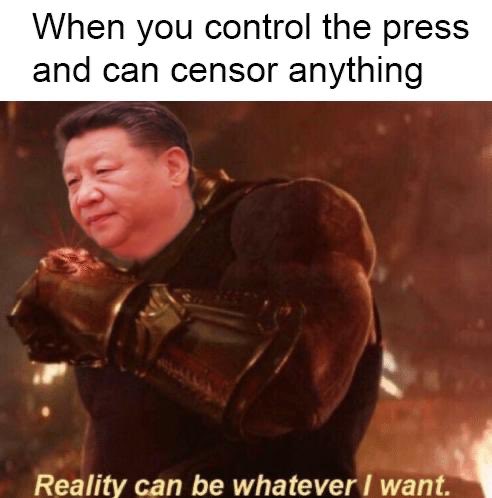 When you control the press
and can censor anything
Reality can be whatever I want.